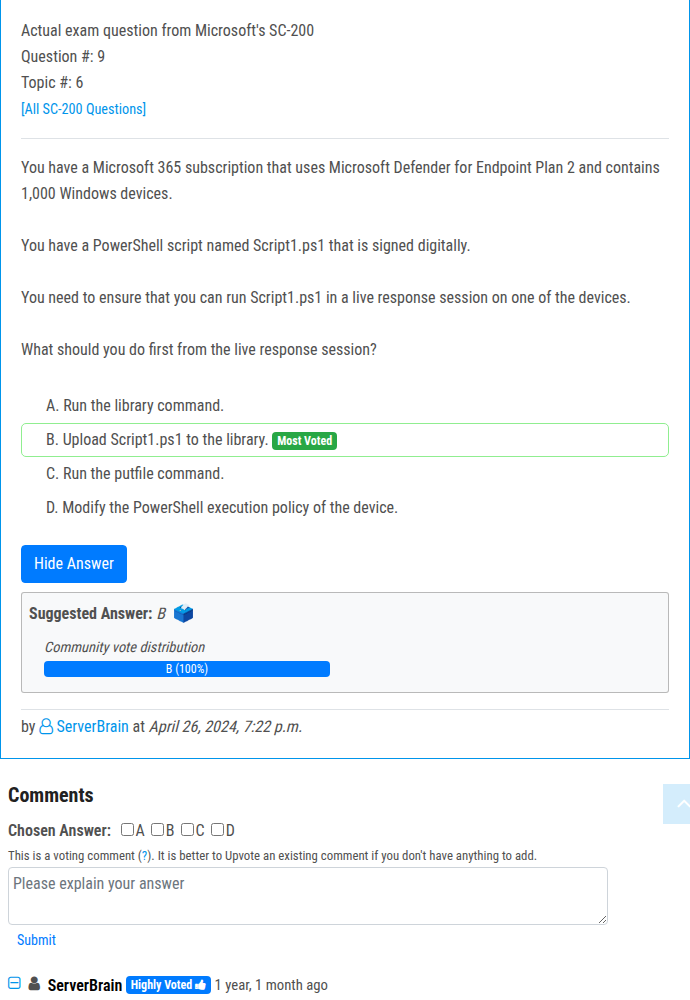 Actual exam question from Microsoft's SC-200
Question #: 9
Topic #: 6
[All SC-200 Questions]
You have a Microsoft 365 subscription that uses Microsoft Defender for Endpoint Plan 2 and contains
1,000 Windows devices.
You have a PowerShell script named Script1.ps1 that is signed digitally.
You need to ensure that you can run Script1.ps1 in a live response session on one of the devices.
What should you do first from the live response session?
A. Run the library command.
B. Upload Script1.ps1 to the library. Most Voted
C. Run the putfile command.
D. Modify the PowerShell execution policy of the device.
Hide Answer
Suggested Answer: B
Community vote distribution
B (100%)
by ServerBrain at April 26, 2024, 7:22 p.m.
Comments
Chosen Answer: A B C D
This is a voting comment (?). It is better to Upvote an existing comment if you don't have anything to add.
Please explain your answer
Submit
ServerBrain Highly Voted 1 year, 1 month ago